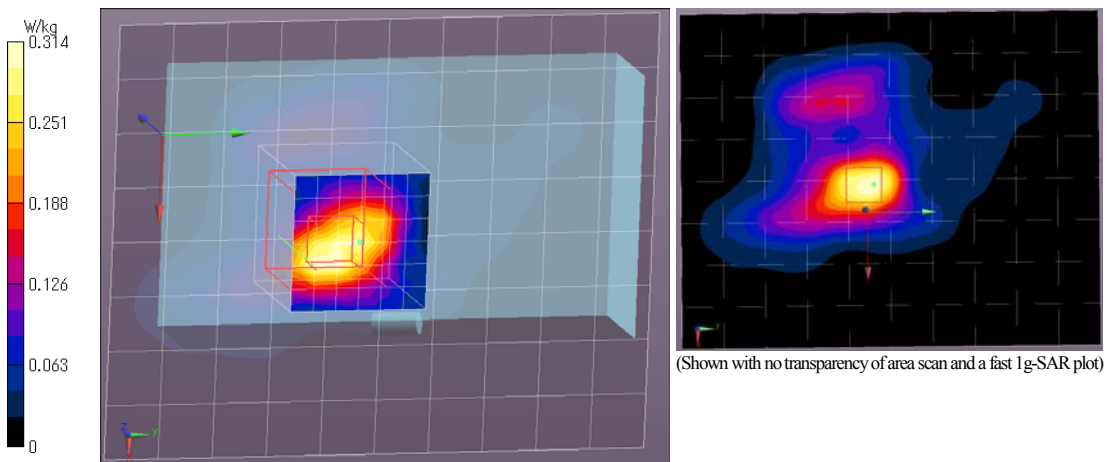 W/kg
0.314
0.251
0.188
0.126
0.063
0
z
y
y
(Shown with no transparency of area scan and a fast 1g-SAR plot)